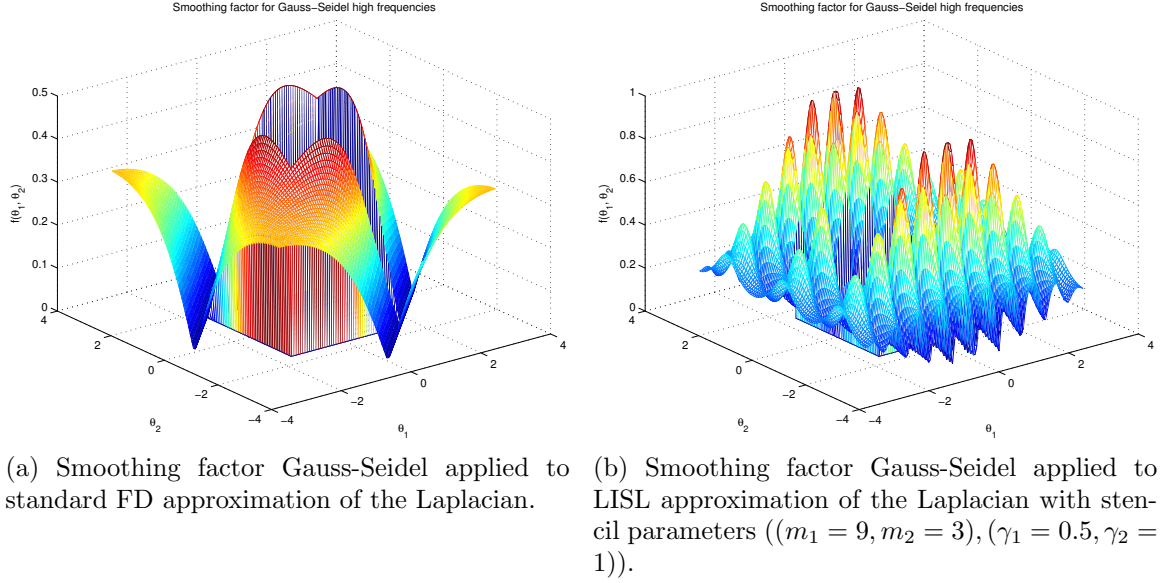 Smoothing factor for Gauss−Seidel high frequencies
0.5
0.4
0.3
0.2
0.1
0
f(θ1, θ2)
4
2
0
−2
−4
θ2
−4
−2
0
2
4
θ1
Smoothing factor for Gauss−Seidel high frequencies
1
0.8
0.6
0.4
0.2
0
f(θ1, θ2)
4
2
0
−2
−4
θ2
−4
−2
0
2
4
θ1
(a) Smoothing factor Gauss-Seidel applied to
standard FD approximation of the Laplacian.
(b) Smoothing factor Gauss-Seidel applied to
LISL approximation of the Laplacian with sten-
cil parameters ((m1 = 9, m2 = 3), (γ1 = 0.5, γ2 =
1)).